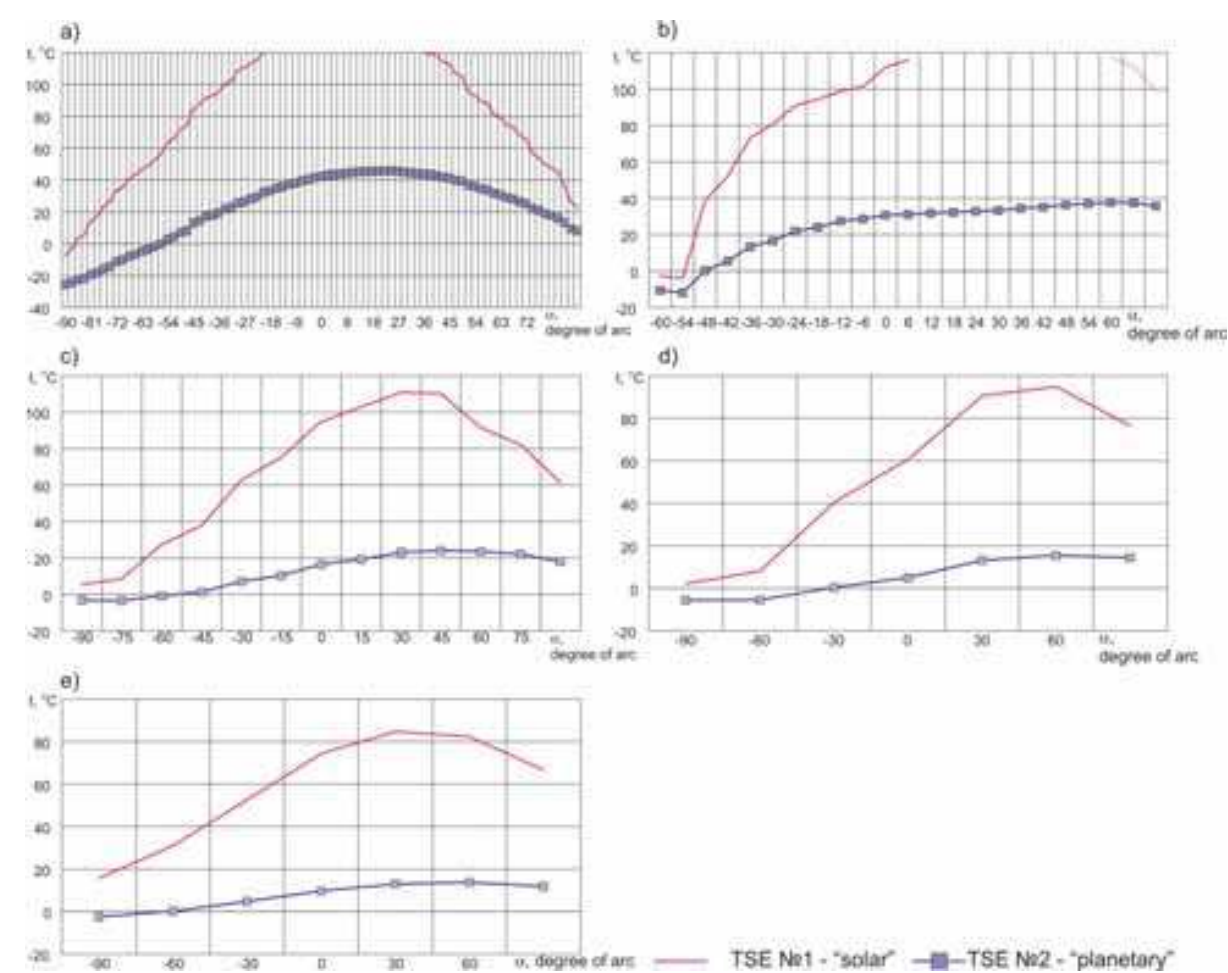 a)
t, °C
100
80
60
40
20
0
-20
-40
-90 -81 -72 -63 -54 -45 -36 -27 -18 -9 0 9 18 27 36 45 54 63 72 α,
degree of arc
b)
t, °C
100
80
60
40
20
0
-20
-60 -54 -48 -42 -36 -30 -24 -18 -12 -6 0 6 12 18 24 30 36 42 48 54 60 α,
degree of arc
c)
t, °C
100
80
60
40
20
0
-20
-90 -75 -60 -45 -30 -15 0 15 30 45 60 75 α,
degree of arc
d)
t, °C
80
60
40
20
0
-20
-90 -60 -30 0 30 60 α,
degree of arc
e)
t, °C
80
60
40
20
0
-20
-90 -60 -30 0 30 60 α, degree of arc
TSE №1 - "solar" TSE №2 - "planetary"